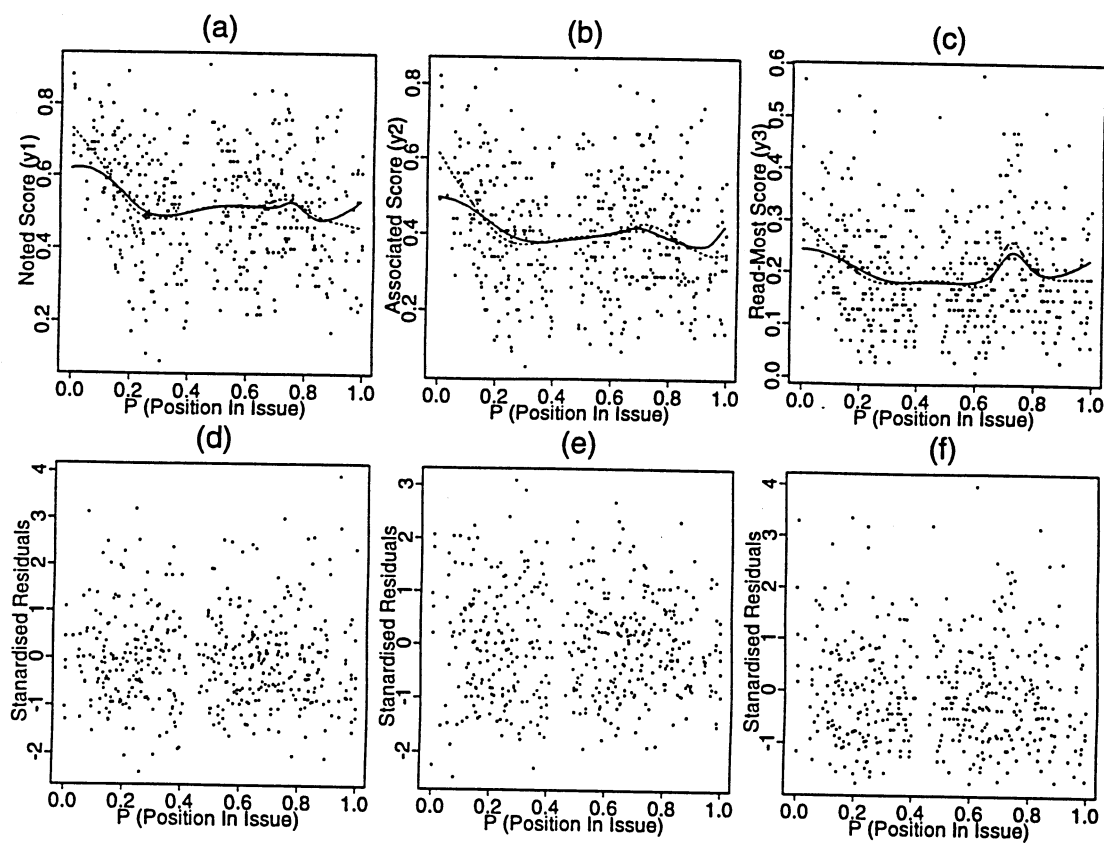 (a)
(b)
(c)
Noted Score (y1)
0.2 0.4 0.6 0.8
0.0 0.2 0.4 0.6 0.8 1.0
P (Position In Issue)
Associated Score (y2)
0.2 0.4 0.6 0.8
0.0 0.2 0.4 0.6 0.8 1.0
P (Position In Issue)
Read-Most Score (y3)
0.0 0.1 0.2 0.3 0.4 0.5 0.6
0.0 0.2 0.4 0.6 0.8 1.0
P (Position In Issue)
(d)
(e)
(f)
Stanardised Residuals
-2 -1 0 1 2 3 4
0.0 0.2 0.4 0.6 0.8 1.0
P (Position In Issue)
Stanardised Residuals
-2 -1 0 1 2 3
0.0 0.2 0.4 0.6 0.8 1.0
P (Position In Issue)
Stanardised Residuals
-1 0 1 2 3 4
0.0 0.2 0.4 0.6 0.8 1.0
P (Position In Issue)